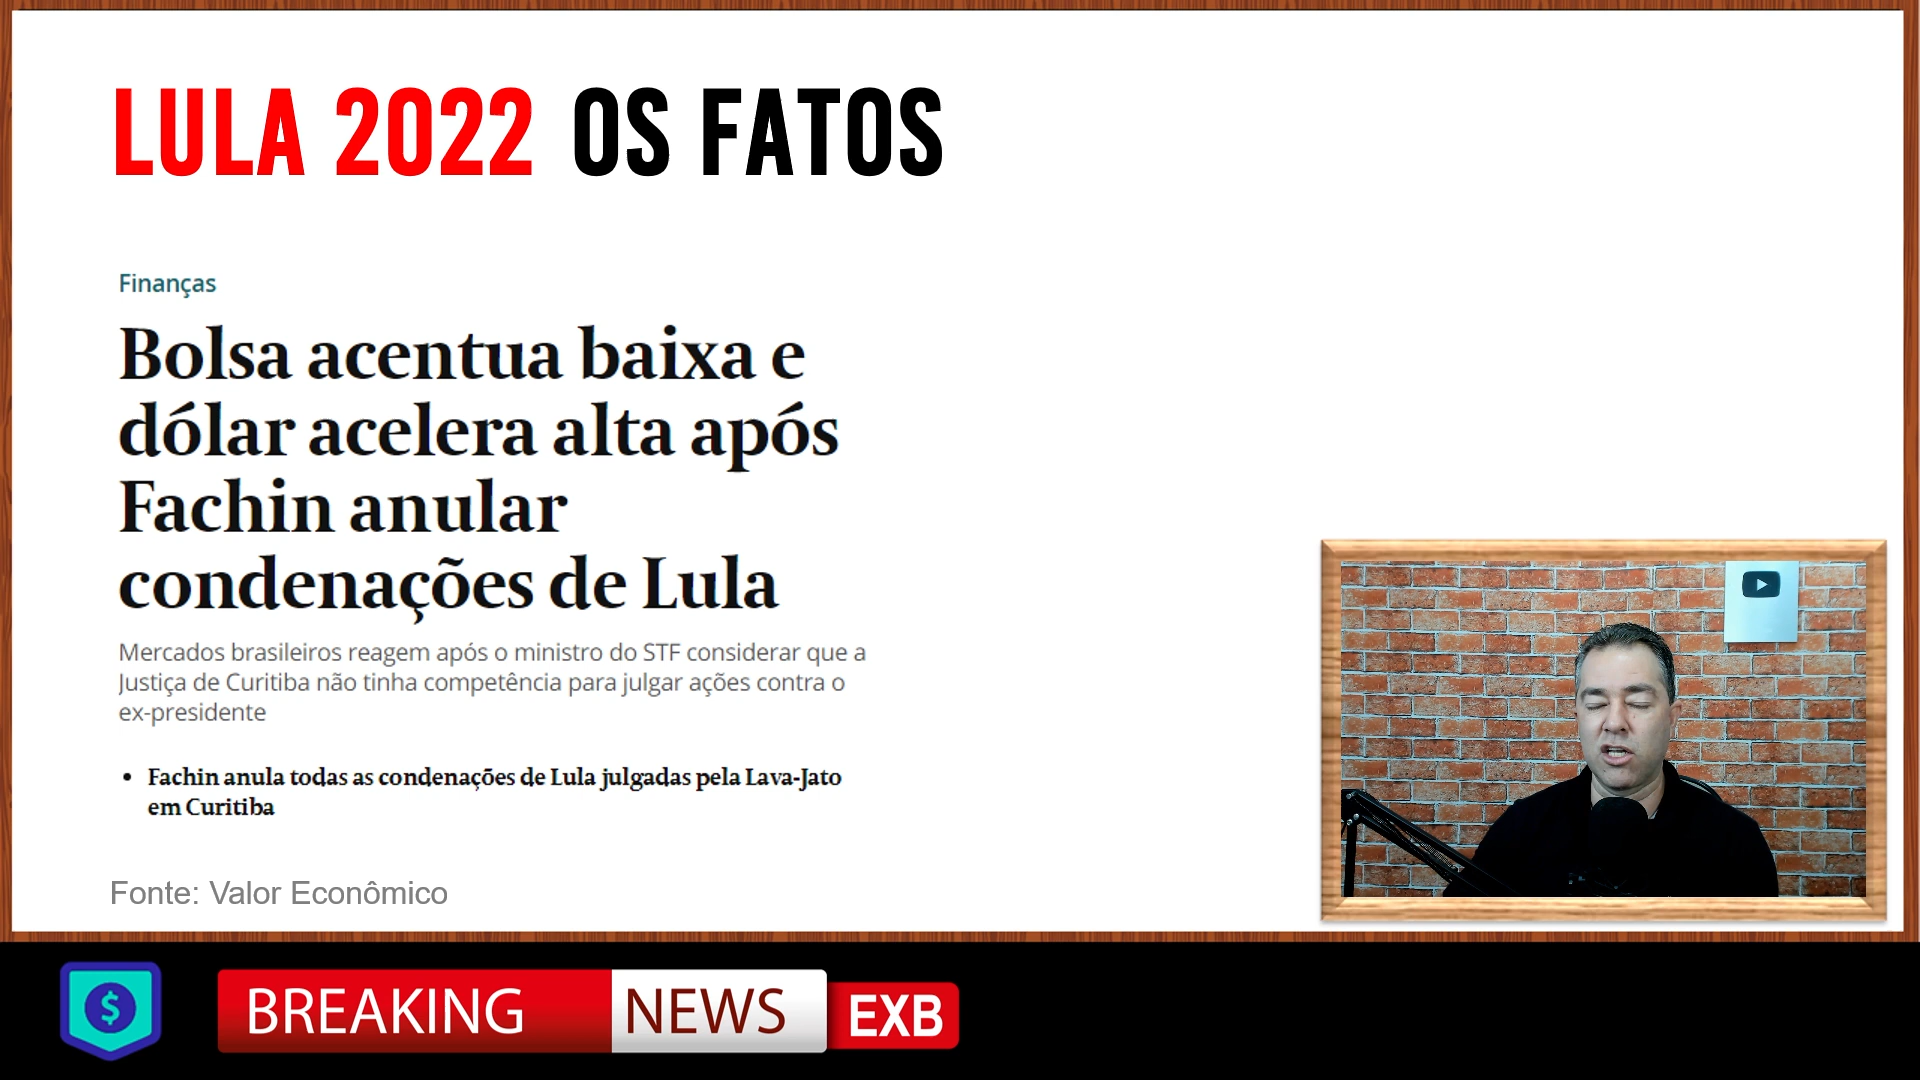 LULA 2022 OS FATOS
Finanças
Bolsa acentua baixa e
dólar acelera alta após
Fachin anular
condenações de Lula
Mercados brasileiros reagem após o ministro do STF considerar que a
Justiça de Curitiba não tinha competência para julgar ações contra o
ex-presidente
• Fachin anula todas as condenações de Lula julgadas pela Lava-Jato
em Curitiba
Fonte: Valor Econômico
$
BREAKING NEWS EXB